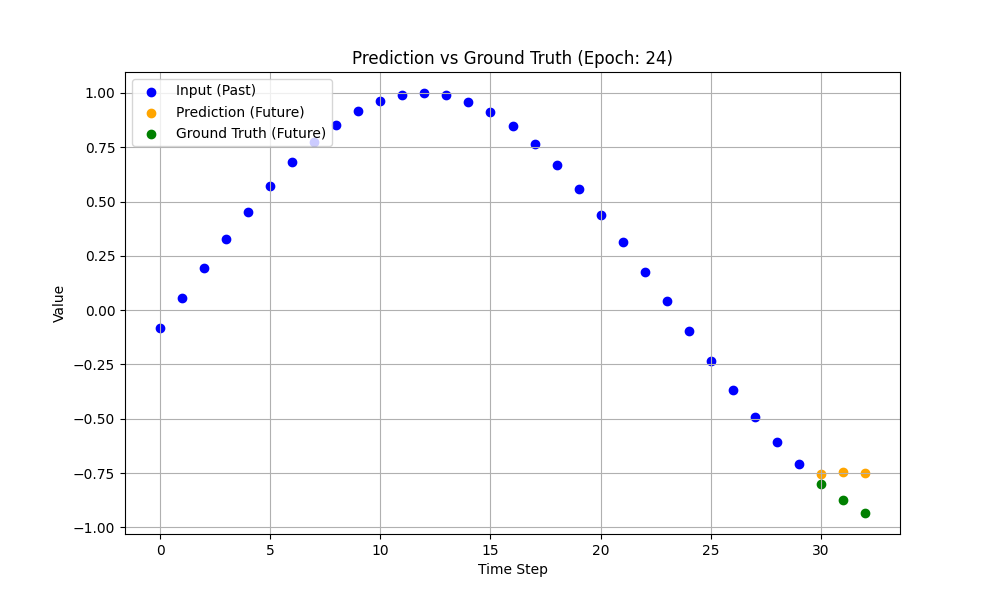 Prediction vs Ground Truth (Epoch: 24)
Input (Past)
Prediction (Future)
Ground Truth (Future)
1.00
0.75
0.50
0.25
0.00
−0.25
−0.50
−0.75
−1.00
Value
0 5 10 15 20 25 30
Time Step